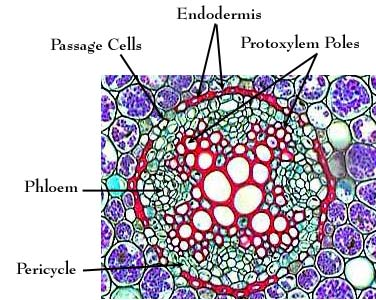 Endodermis
Passage Cells
Protoxylem Poles
Phloem
Pericycle